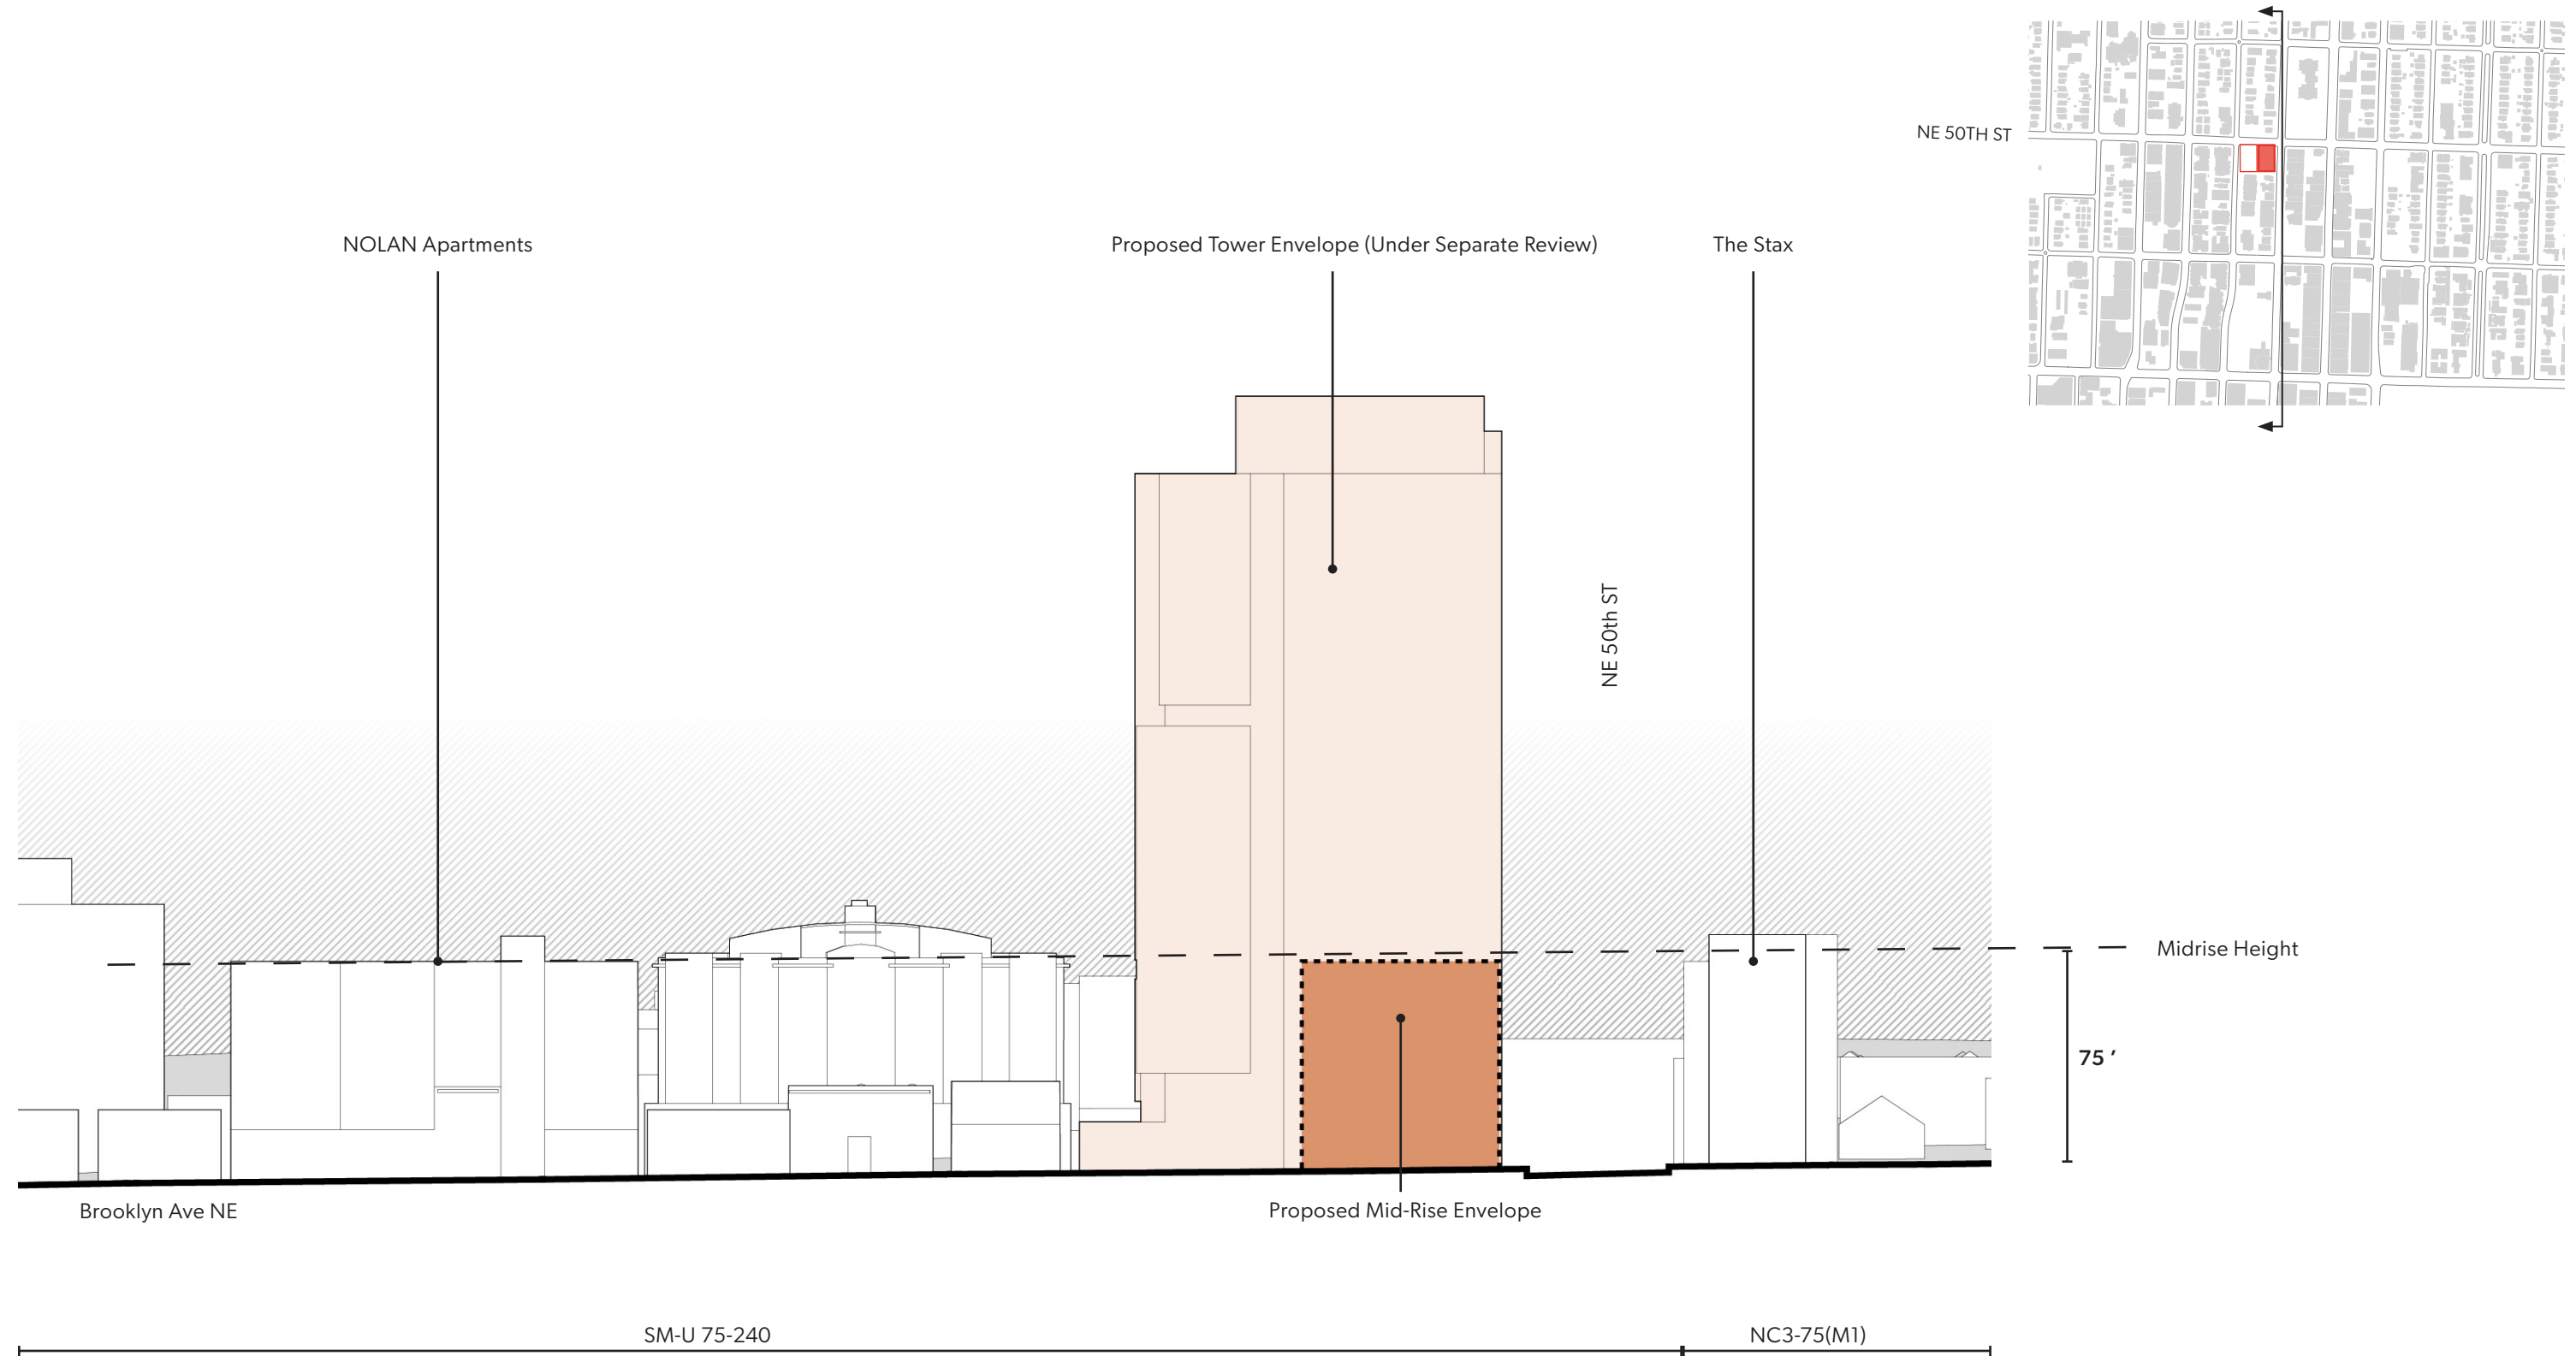 NE 50TH ST
NOLAN Apartments
Proposed Tower Envelope (Under Separate Review)
The Stax
NE 50th ST
Midrise Height
75 ’
Brooklyn Ave NE
Proposed Mid-Rise Envelope
SM-U 75-240
NC3-75(M1)